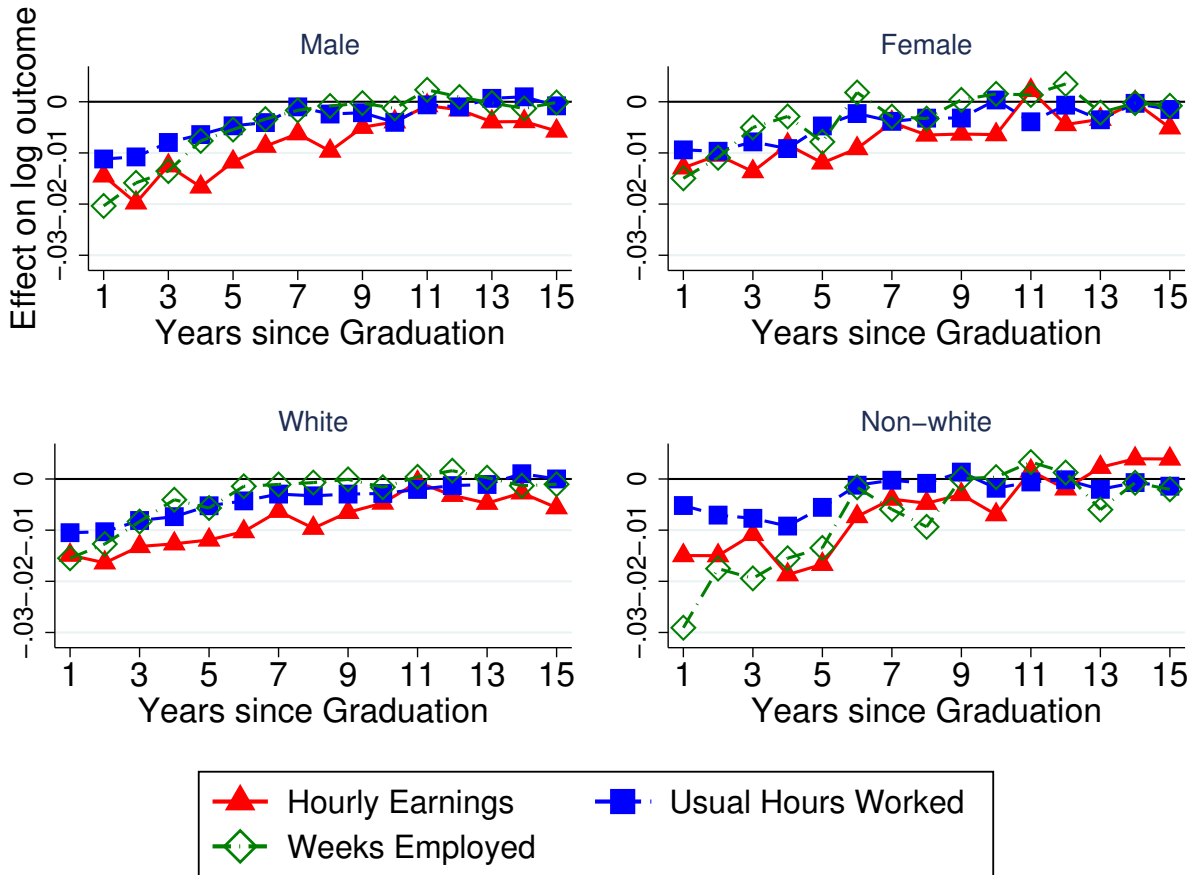 Effect on log outcome
Male
0
-.01
-.02
-.03
1 3 5 7 9 11 13 15
Years since Graduation
Female
0
-.01
-.02
-.03
1 3 5 7 9 11 13 15
Years since Graduation
White
0
-.01
-.02
-.03
1 3 5 7 9 11 13 15
Years since Graduation
Non−white
0
-.01
-.02
-.03
1 3 5 7 9 11 13 15
Years since Graduation
Hourly Earnings
Usual Hours Worked
Weeks Employed